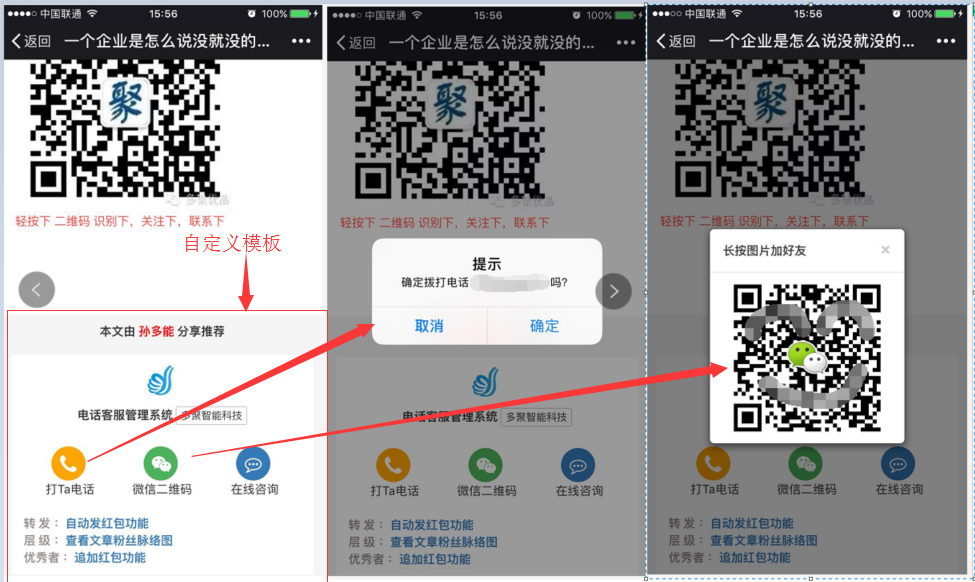 中国联通 15:56 100%
返回 一个企业是怎么说没就没的...
聚
多聚优品
轻按下 二维码 识别下，关注下，联系下
自定义模板
本文由 孙多能 分享推荐
电话客服管理系统 多聚智能科技
打Ta电话 微信二维码 在线咨询
转 发： 自动发红包功能
层 级： 查看文章粉丝脉络图
优秀者： 追加红包功能
中国联通 15:56 100%
返回 一个企业是怎么说没就没的...
聚
多聚优品
轻按下 二维码 识别下，关注下，联系下
提示
确定拨打电话 吗?
取消 确定
电话客服管理系统 多聚智能科技
打Ta电话 微信二维码 在线咨询
转 发： 自动发红包功能
层 级： 查看文章粉丝脉络图
优秀者： 追加红包功能
中国联通 15:56 100%
返回 一个企业是怎么说没就没的...
聚
轻按下 二维码 识别下，关注下，联系下
长按图片加好友 ×
打Ta电话 微信二维码 在线咨询
转 发： 自动发红包功能
层 级： 查看文章粉丝脉络图
优秀者： 追加红包功能